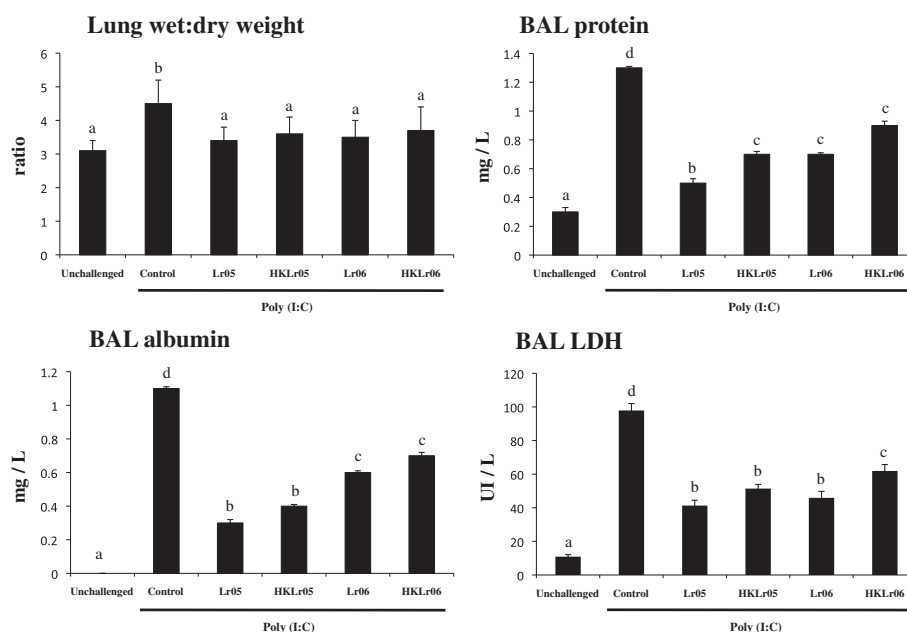 Lung wet:dry weight
6
5
4
3
2
1
0
ratio
a
b
a
a
a
a
Unchallenged Control Lr05 HKLr05 Lr06 HKLr06
Poly (I:C)
BAL protein
1.4
1.2
1
0.8
0.6
0.4
0.2
0
mg / L
a
d
b
c
c
c
Unchallenged Control Lr05 HKLr05 Lr06 HKLr06
Poly (I:C)
BAL albumin
1.2
1
0.8
0.6
0.4
0.2
0
mg / L
a
d
b
b
c
c
Unchallenged Control Lr05 HKLr05 Lr06 HKLr06
Poly (I:C)
BAL LDH
120
100
80
60
40
20
0
UI / L
a
d
b
b
b
c
Unchallenged Control Lr05 HKLr05 Lr06 HKLr06
Poly (I:C)